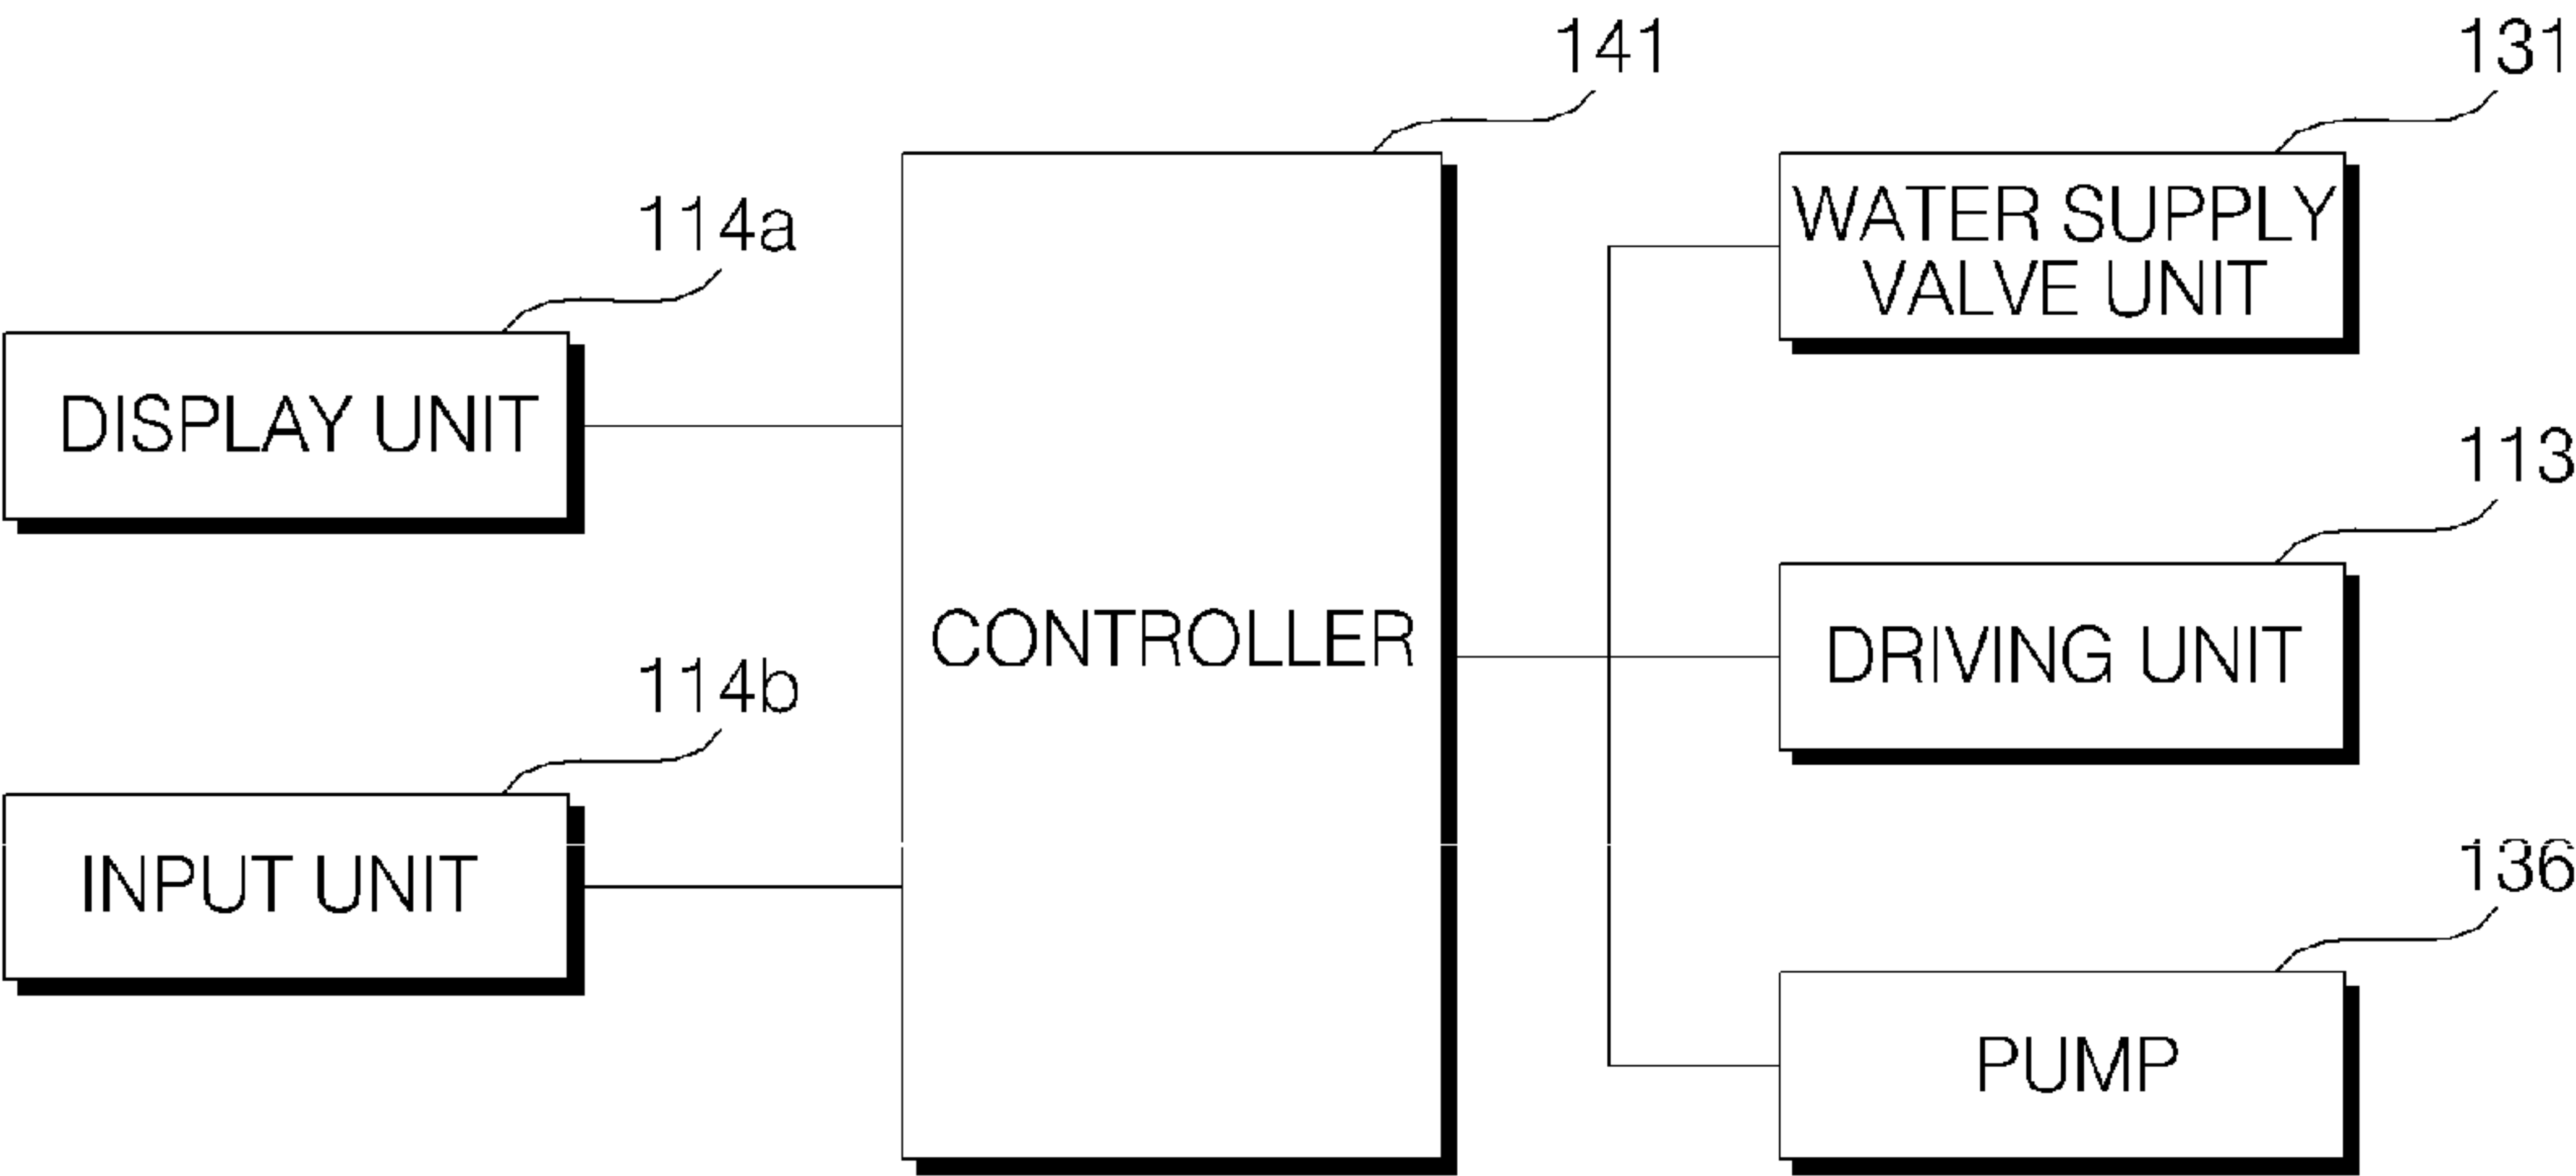 141
131
114a
WATER SUPPLY
VALVE UNIT
DISPLAY UNIT
113
CONTROLLER
DRIVING UNIT
114b
136
INPUT UNIT
PUMP